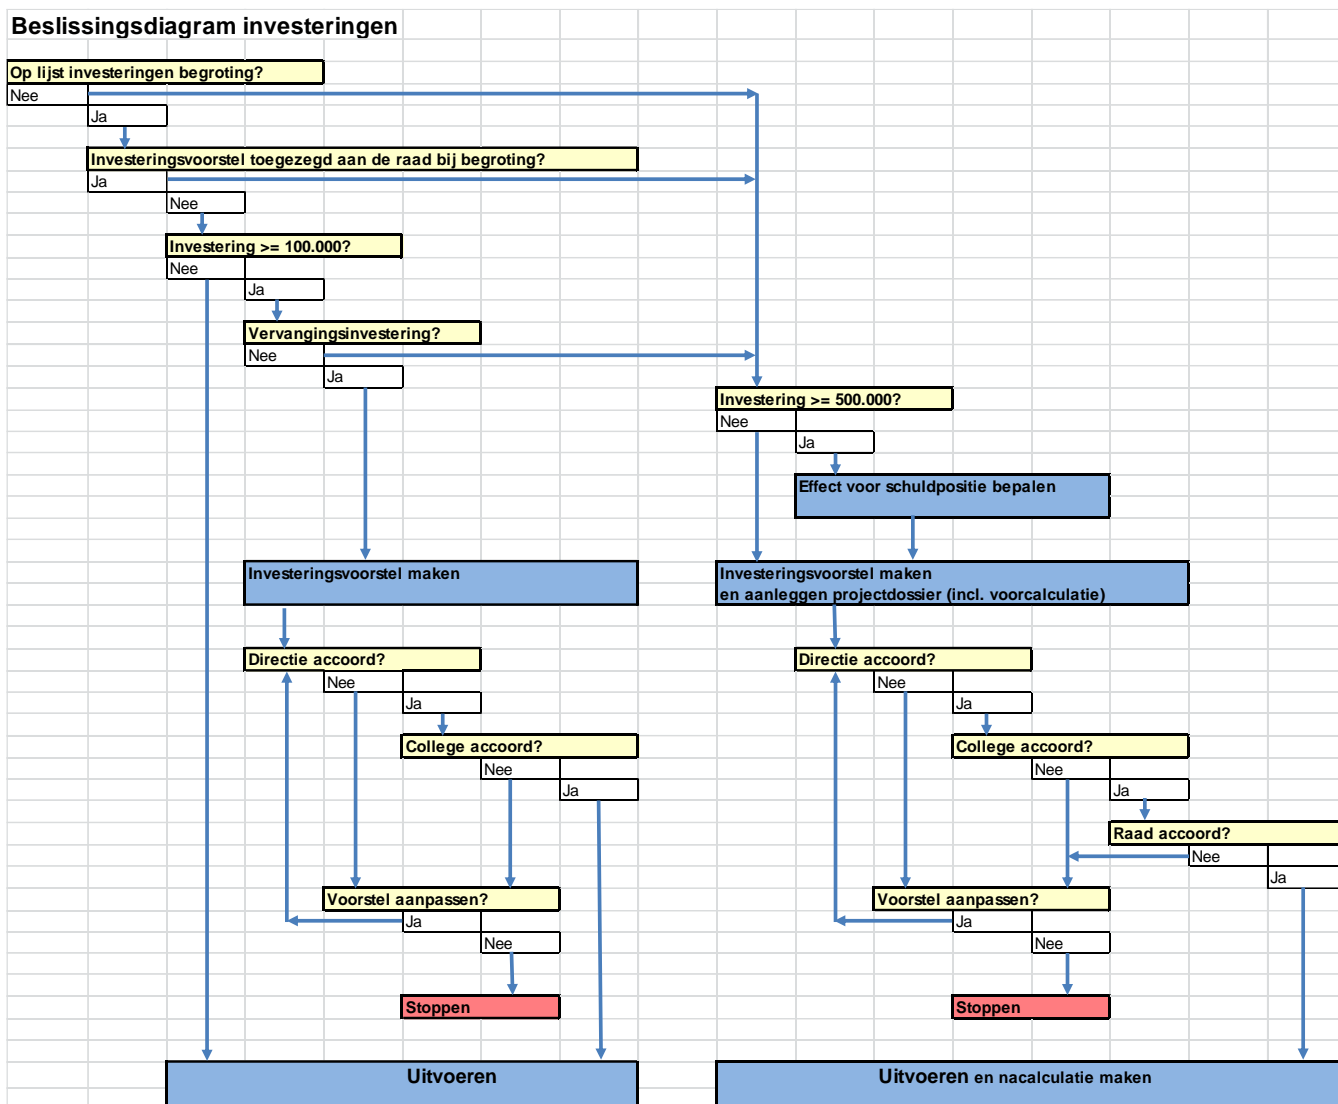 Beslissingsdiagram investeringen
Op lijst investeringen begroting?
Nee
Ja
Investeringsvoorstel toegezegd aan de raad bij begroting?
Ja
Nee
Investering >= 100.000?
Nee
Ja
Vervangingsinvestering?
Nee
Ja
Investering >= 500.000?
Nee
Ja
Effect voor schuldpositie bepalen
Investeringsvoorstel maken
Investeringsvoorstel maken
en aanleggen projectdossier (incl. voorcalculatie)
Directie accoord?
Nee
Ja
College accoord?
Nee
Ja
Voorstel aanpassen?
Ja
Nee
Stoppen
Directie accoord?
Nee
Ja
College accoord?
Nee
Ja
Raad accoord?
Nee
Ja
Voorstel aanpassen?
Ja
Nee
Stoppen
Uitvoeren
Uitvoeren en nacalculatie maken